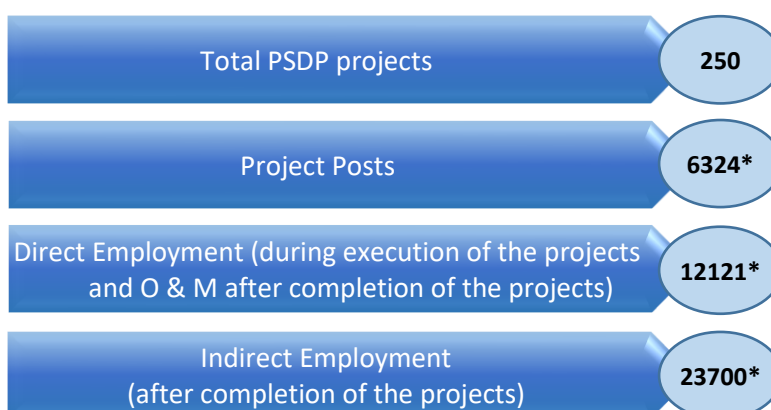 Total PSDP projects
250
Project Posts
6324*
Direct Employment (during execution of the projects
and O & M after completion of the projects)
12121*
Indirect Employment
(after completion of the projects)
23700*